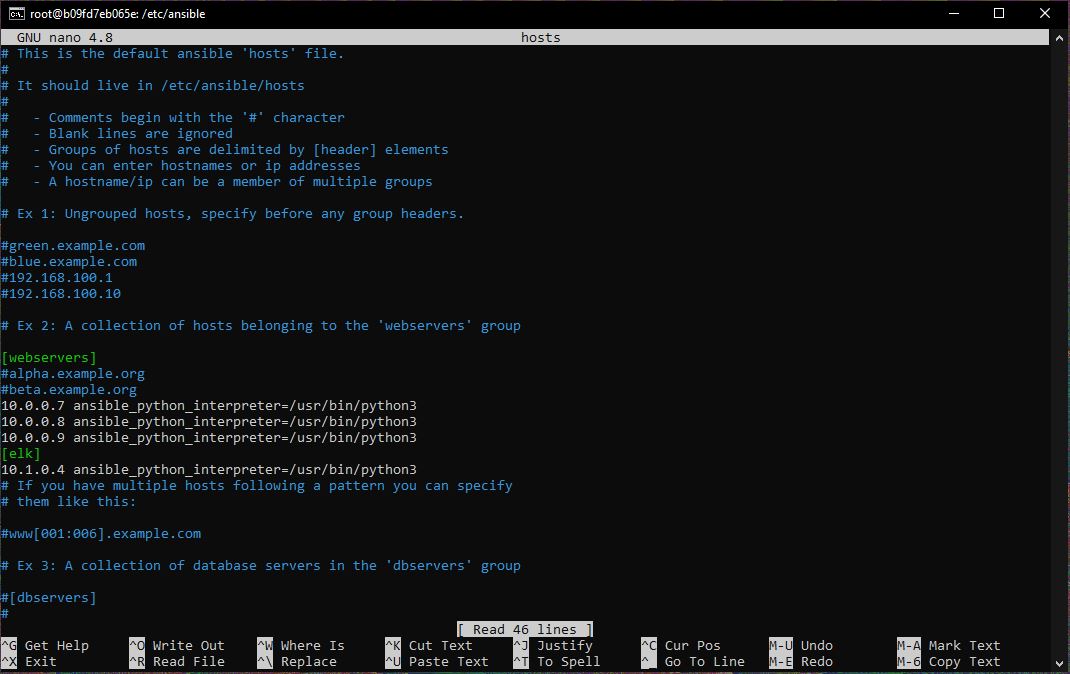 root@b09fd7eb065e: /etc/ansible
GNU nano 4.8 hosts
# This is the default ansible 'hosts' file.
#
# It should live in /etc/ansible/hosts
#
#   - Comments begin with the '#' character
#   - Blank lines are ignored
#   - Groups of hosts are delimited by [header] elements
#   - You can enter hostnames or ip addresses
#   - A hostname/ip can be a member of multiple groups
# Ex 1: Ungrouped hosts, specify before any group headers.
#green.example.com
#blue.example.com
#192.168.100.1
#192.168.100.10
# Ex 2: A collection of hosts belonging to the 'webservers' group
[webservers]
#alpha.example.org
#beta.example.org
10.0.0.7 ansible_python_interpreter=/usr/bin/python3
10.0.0.8 ansible_python_interpreter=/usr/bin/python3
10.0.0.9 ansible_python_interpreter=/usr/bin/python3
[elk]
10.1.0.4 ansible_python_interpreter=/usr/bin/python3
# If you have multiple hosts following a pattern you can specify
# them like this:
#www[001:006].example.com
# Ex 3: A collection of database servers in the 'dbservers' group
#[dbservers]
#
[ Read 46 lines ]
^G Get Help ^O Write Out ^W Where Is ^K Cut Text ^J Justify ^C Cur Pos M-U Undo M-A Mark Text
^X Exit ^R Read File ^\ Replace ^U Paste Text ^T To Spell ^_ Go To Line M-E Redo M-6 Copy Text